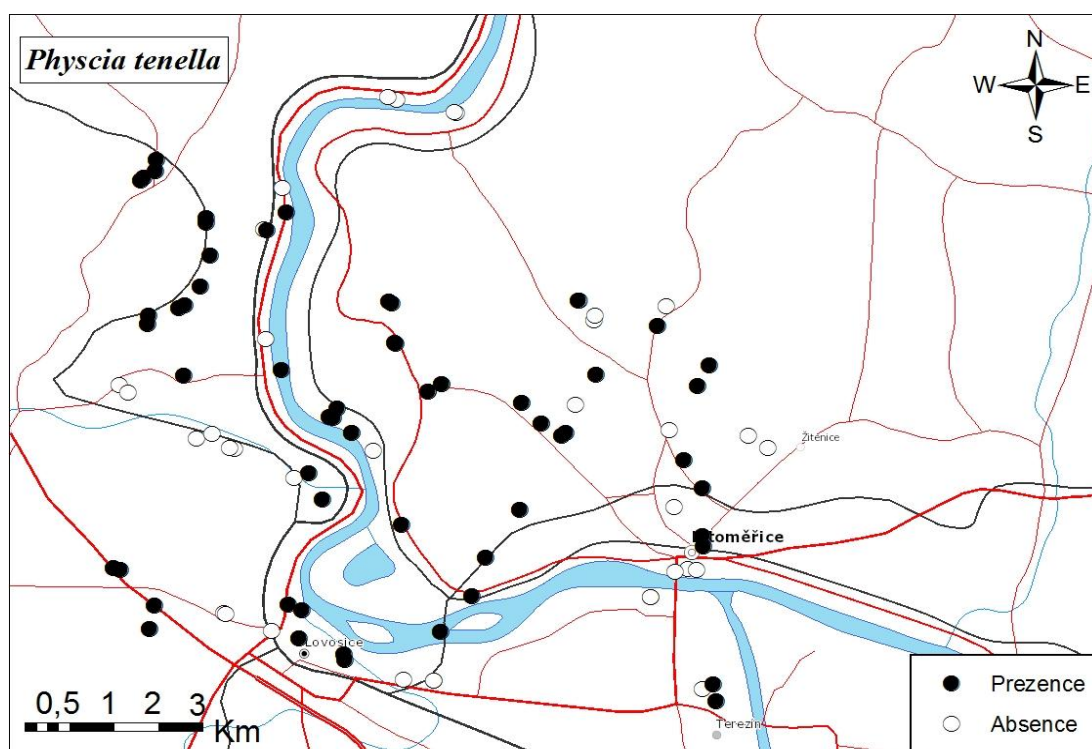 Physcia tenella
N
W E
S
Žitenice
Litoměřice
Lovosice
Terezín
0,5 1 2 3
Km
Prezence
Absence